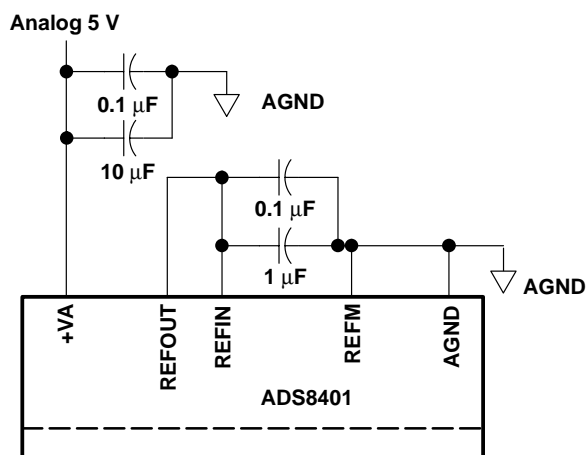 Analog 5 V
0.1 μF
AGND
10 μF
0.1 μF
1 μF
AGND
+VA
REFOUT
REFIN
REFM
AGND
ADS8401